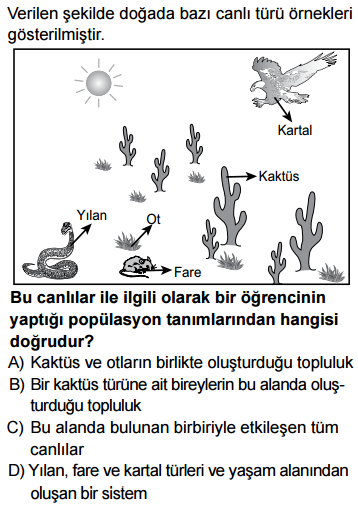 Verilen şekilde doğada bazı canlı türü örnekleri
gösterilmiştir.
Kartal
Kaktüs
Yılan
Ot
Fare
Bu canlılar ile ilgili olarak bir öğrencinin
yaptığı popülasyon tanımlarından hangisi
doğrudur?
A) Kaktüs ve otların birlikte oluşturduğu topluluk
B) Bir kaktüs türüne ait bireylerin bu alanda oluş-
turduğu topluluk
C) Bu alanda bulunan birbiriyle etkileşen tüm
canlılar
D) Yılan, fare ve kartal türleri ve yaşam alanından
oluşan bir sistem